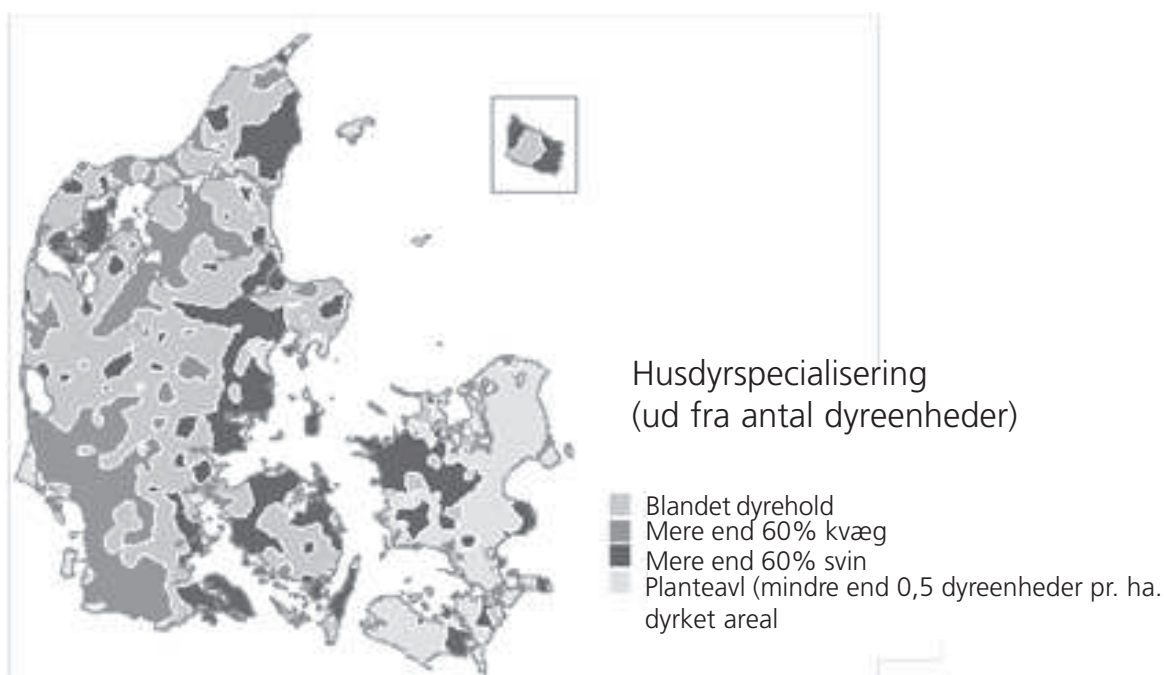 Husdyrspecialisering
(ud fra antal dyreenheder)
Blandet dyrehold
Mere end 60% kvæg
Mere end 60% svin
Planteavl (mindre end 0,5 dyreenheder pr. ha.
dyrket areal